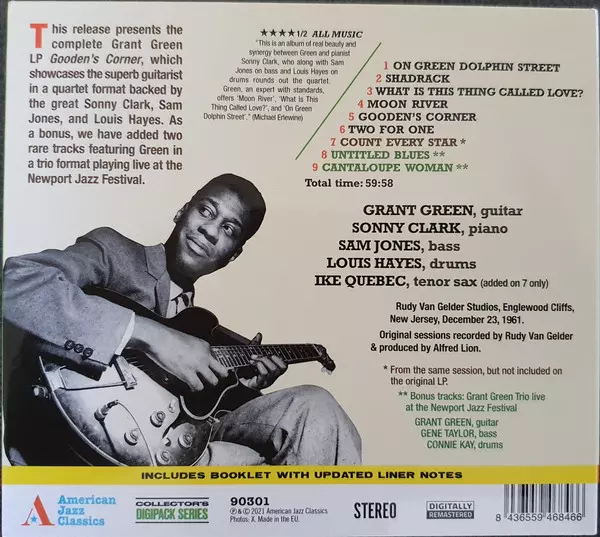 This release presents the
complete Grant Green
LP Gooden's Corner, which
showcases the superb guitarist
in a quartet format backed by
the great Sonny Clark, Sam
Jones, and Louis Hayes. As
a bonus, we have added two
rare tracks featuring Green in
a trio format playing live at the
Newport Jazz Festival.
★★★★1/2 ALL MUSIC
"This is an album of real beauty and
synergy between Green and pianist
Sonny Clark, who along with Sam
Jones on bass and Louis Hayes on
drums rounds out the quartet.
Green, an expert with standards,
offers 'Moon River', 'What Is This
Thing Called Love?', and 'On Green
Dolphin Street'." (Michael Erlewine)
1 ON GREEN DOLPHIN STREET
2 SHADRACK
3 WHAT IS THIS THING CALLED LOVE?
4 MOON RIVER
5 GOODEN'S CORNER
6 TWO FOR ONE
7 COUNT EVERY STAR *
8 UNTITLED BLUES **
9 CANTALOUPE WOMAN **
Total time: 59:58
GRANT GREEN, guitar
SONNY CLARK, piano
SAM JONES, bass
LOUIS HAYES, drums
IKE QUEBEC, tenor sax (added on 7 only)
Rudy Van Gelder Studios, Englewood Cliffs,
New Jersey, December 23, 1961.
Original sessions recorded by Rudy Van Gelder
& produced by Alfred Lion.
* From the same session, but not included on
the original LP.
** Bonus tracks: Grant Green Trio live
at the Newport Jazz Festival
GRANT GREEN, guitar
GENE TAYLOR, bass
CONNIE KAY, drums
INCLUDES BOOKLET WITH UPDATED LINER NOTES
American
Jazz
Classics
COLLECTOR'S
DIGIPACK SERIES
90301
℗ & © 2021 American Jazz Classics
Photos: X. Made in the EU.
STEREO
DIGITALLY
REMASTERED
8 436559 468466